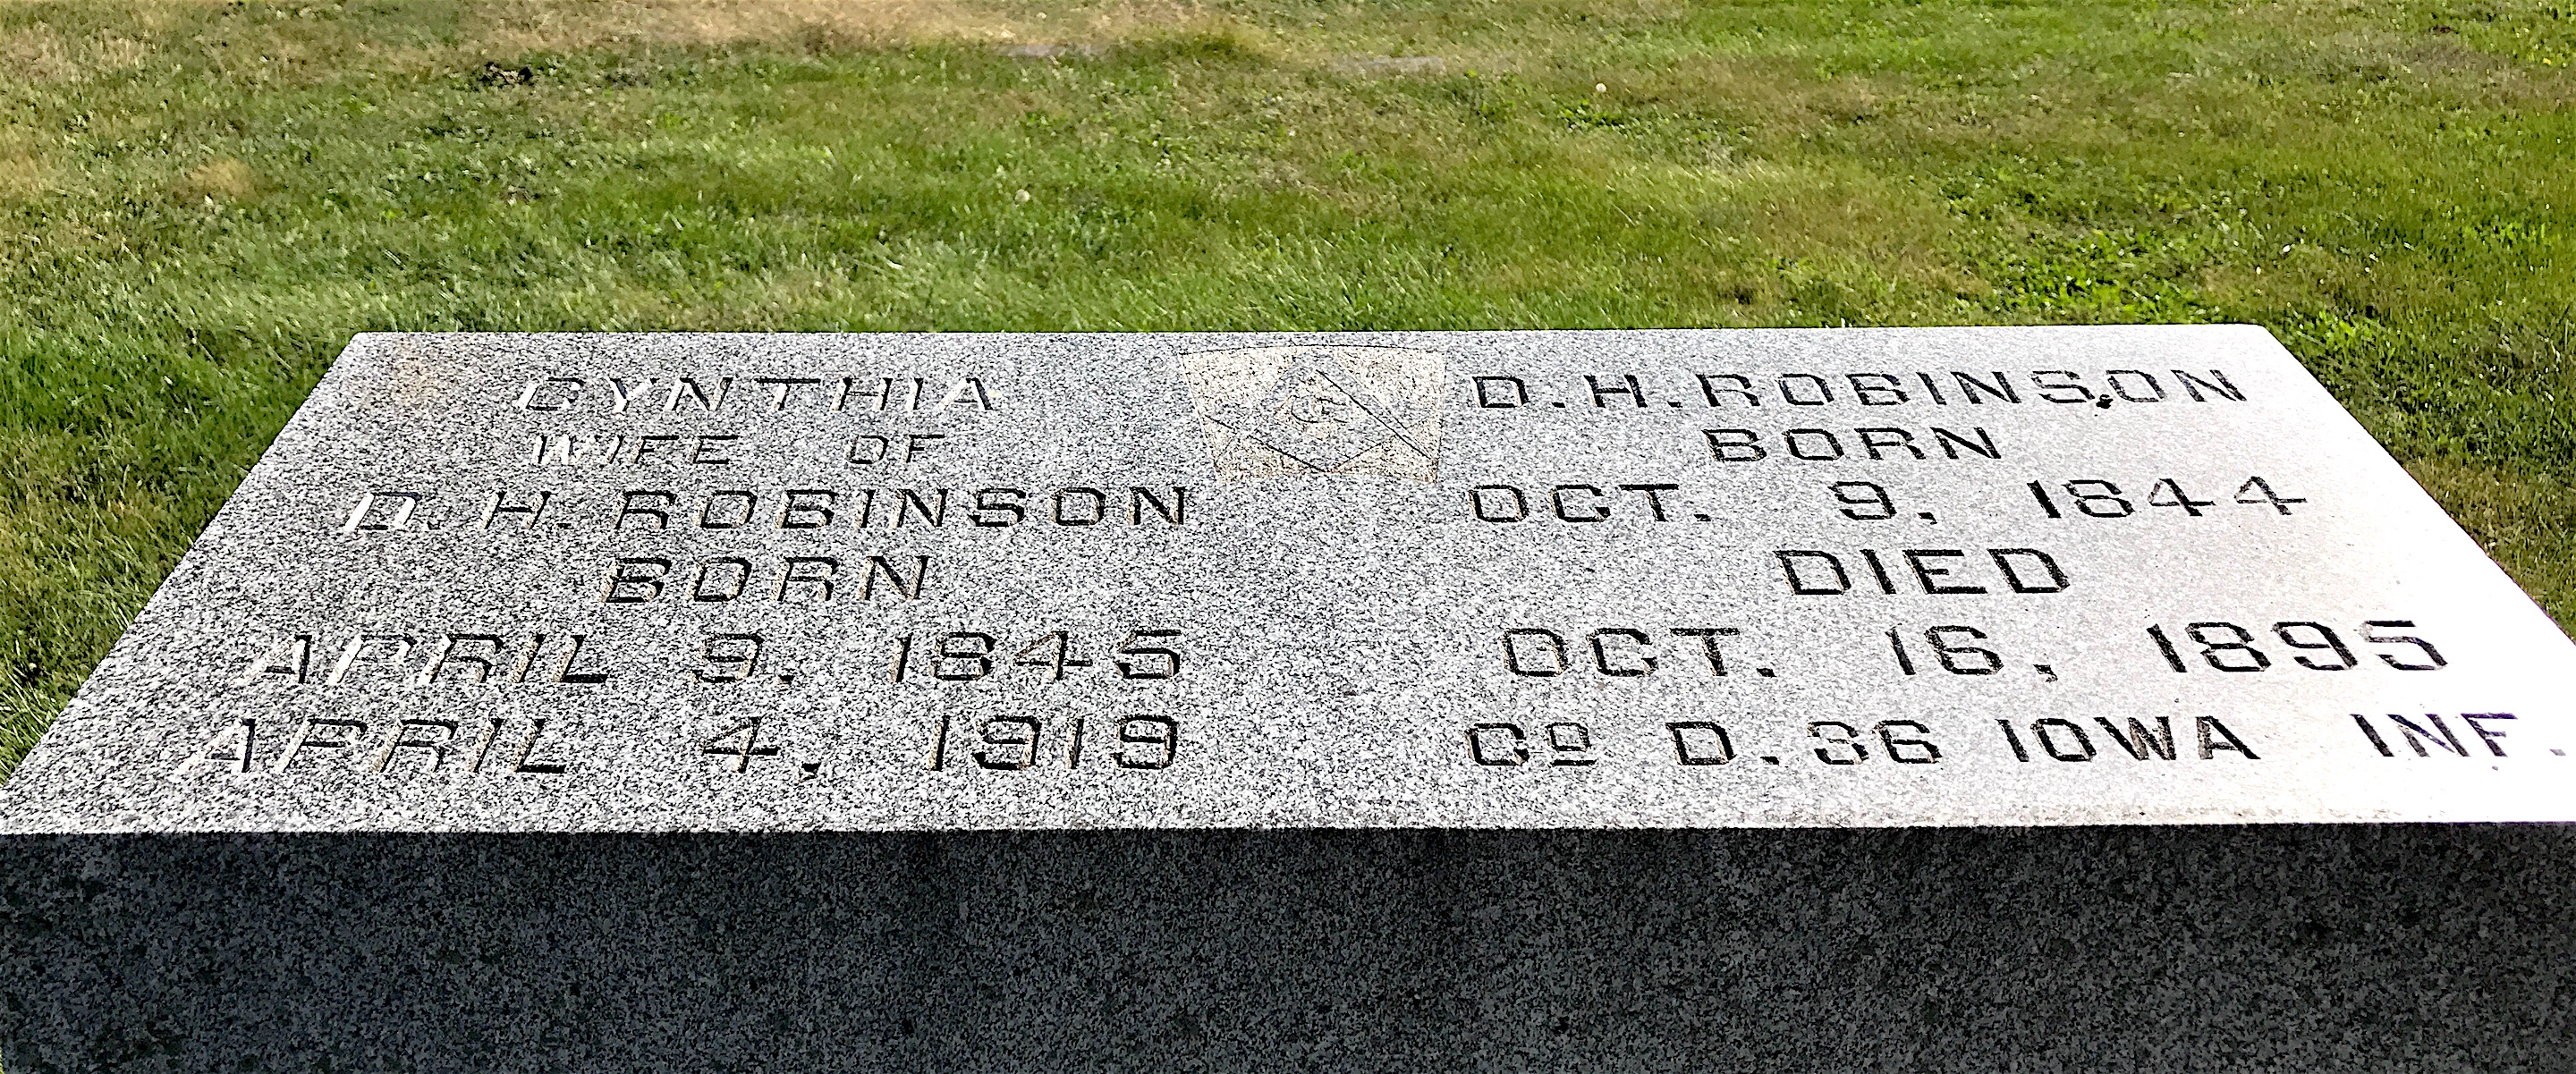 CYNTHIA
WIFE OF
D. H. ROBINSON
BORN
APRIL 9, 1845
APRIL 4, 1919
G
D. H. ROBINSON
BORN
OCT. 9, 1844
DIED
OCT. 16, 1895
Co D. 36 IOWA INF.